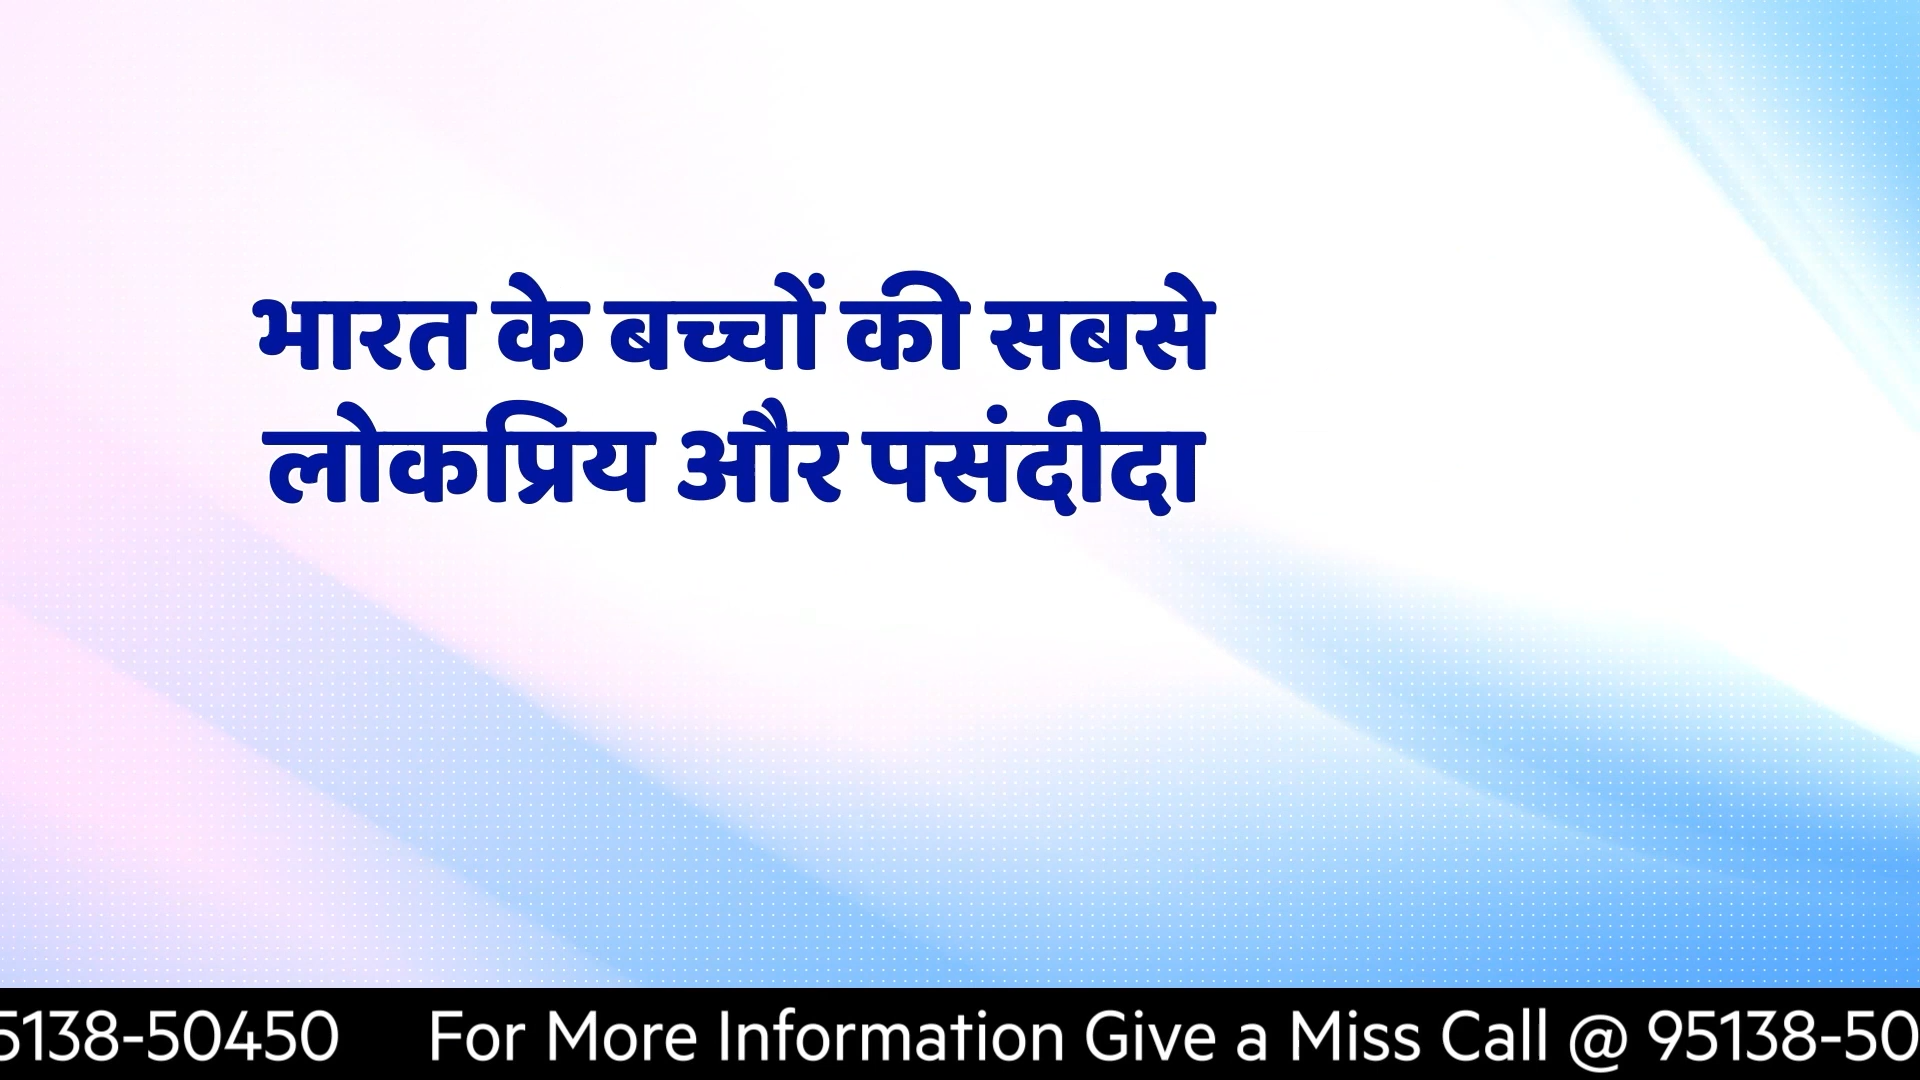 भारत के बच्चों की सबसे
लोकप्रिय और पसंदीदा
5138-50450 For More Information Give a Miss Call @ 95138-50